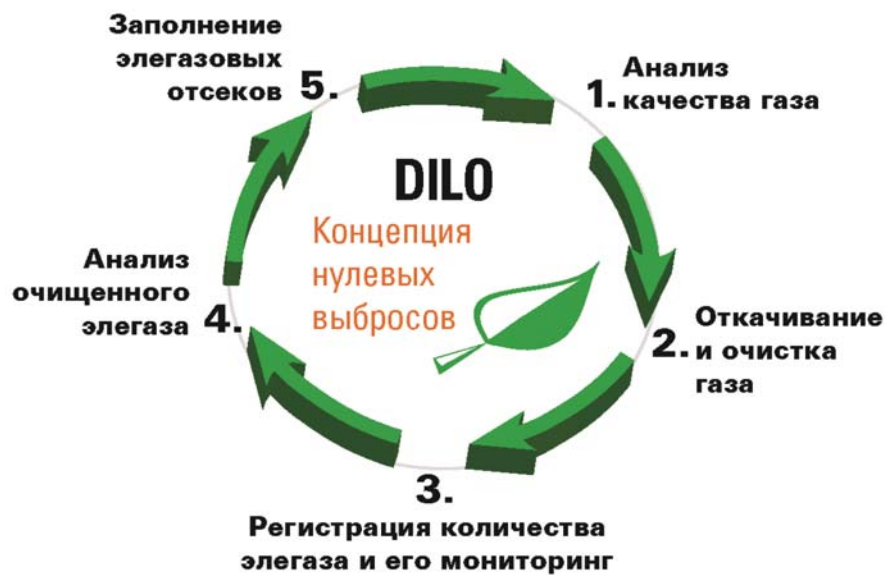 DILO
Концепция
нулевых
выбросов
1. Анализ
качества газа
2. Откачивание
и очистка
газа
3.
Регистрация количества
элегаза и его мониторинг
Анализ
очищенного
элегаза 4.
Заполнение
элегазовых
отсеков 5.